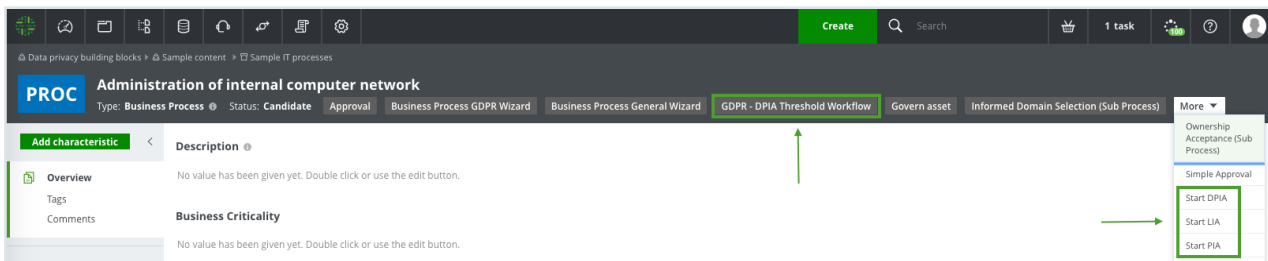 Create
Search
1 task
100
Data privacy building blocks Sample content Sample IT processes
PROC
Administration of internal computer network
Type: Business Process Status: Candidate Approval Business Process GDPR Wizard Business Process General Wizard GDPR - DPIA Threshold Workflow Govern asset Informed Domain Selection (Sub Process) More
Ownership
Acceptance (Sub
Process)
Simple Approval
Start DPIA
Start LIA
Start PIA
Add characteristic
Overview
Tags
Comments
Description
No value has been given yet. Double click or use the edit button.
Business Criticality
No value has been given yet. Double click or use the edit button.